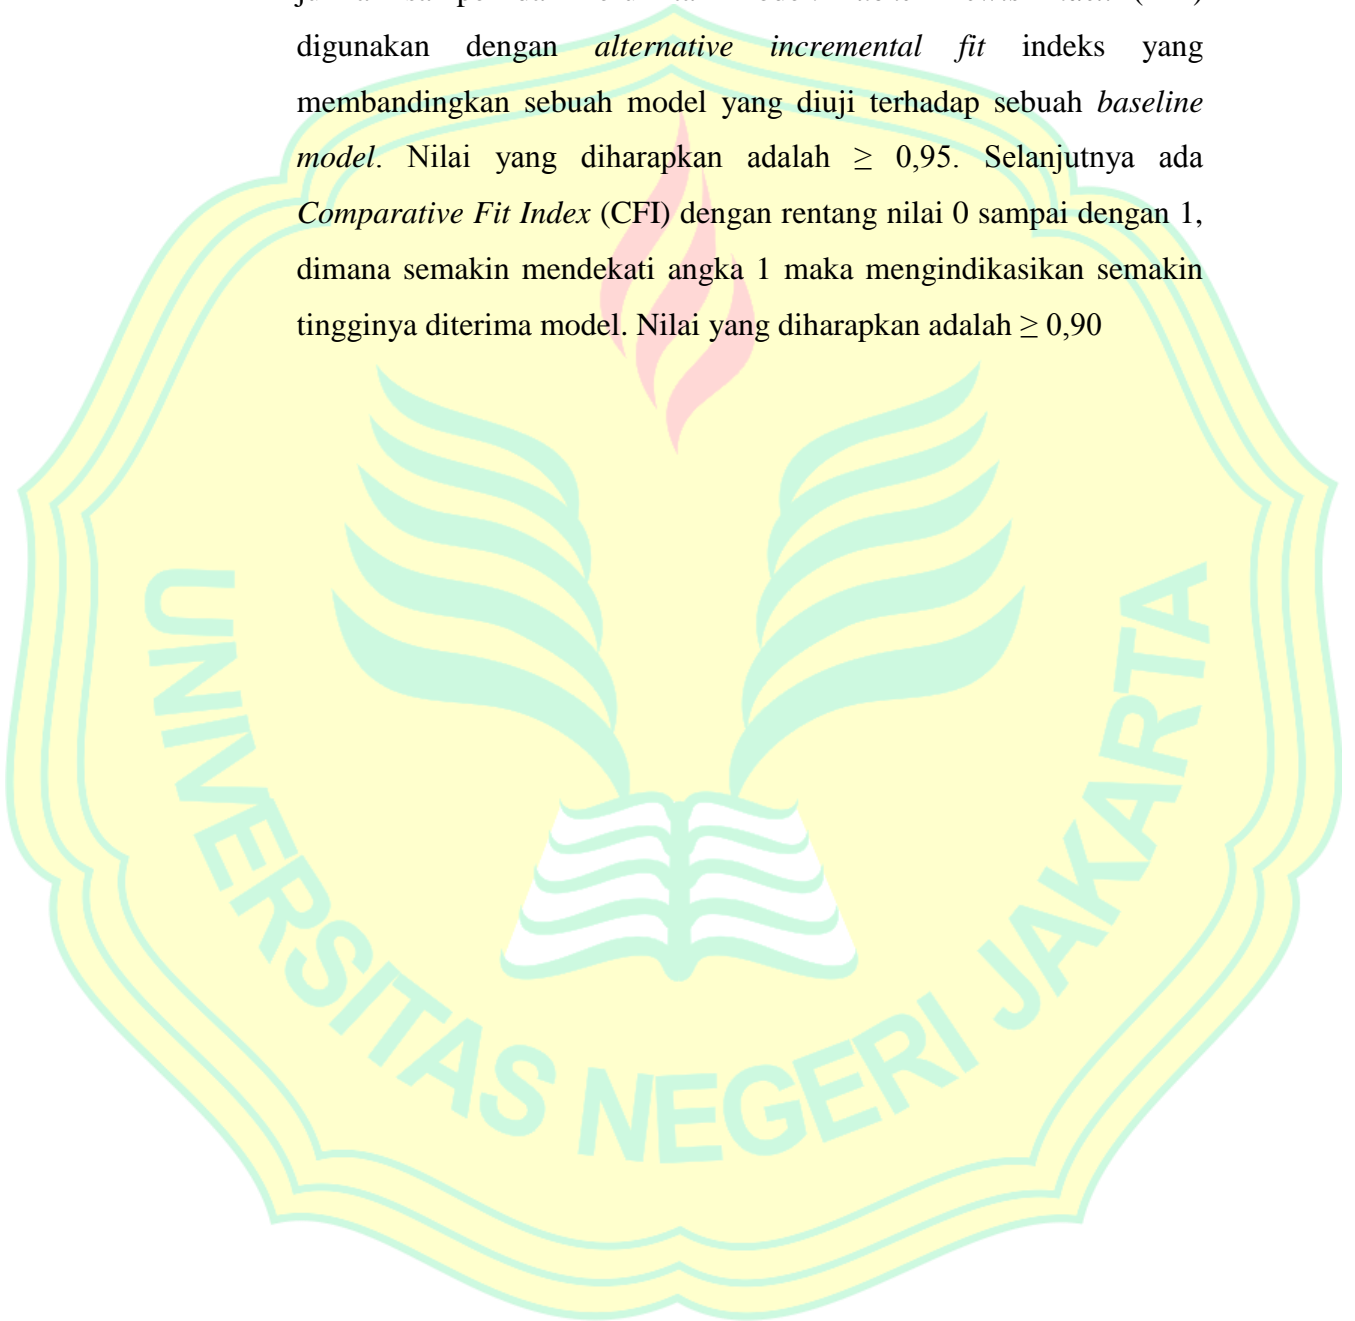 digunakan dengan alternative incremental fit indeks yang
membandingkan sebuah model yang diuji terhadap sebuah baseline
model. Nilai yang diharapkan adalah ≥ 0,95. Selanjutnya ada
Comparative Fit Index (CFI) dengan rentang nilai 0 sampai dengan 1,
dimana semakin mendekati angka 1 maka mengindikasikan semakin
tingginya diterima model. Nilai yang diharapkan adalah ≥ 0,90
UNIVERSITAS NEGERI JAKARTA